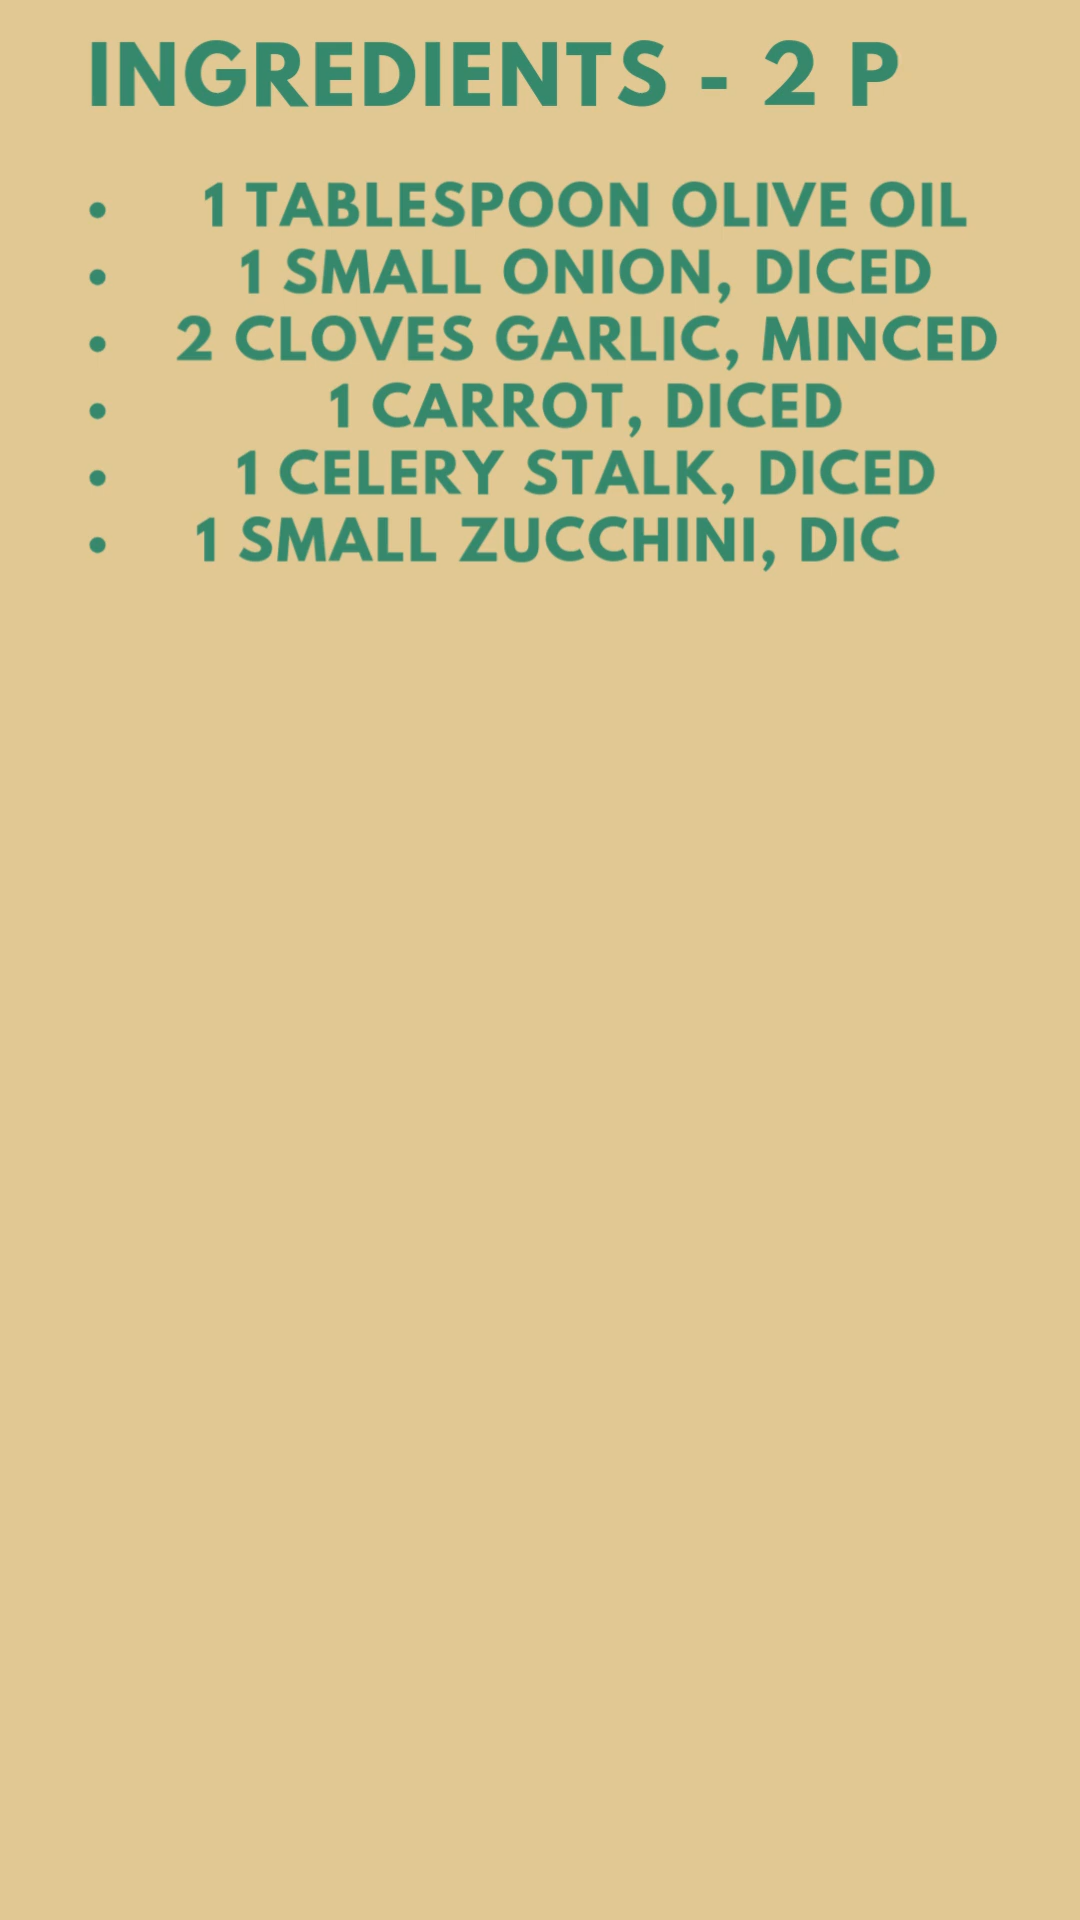 INGREDIENTS - 2 P
• 1 TABLESPOON OLIVE OIL
• 1 SMALL ONION, DICED
• 2 CLOVES GARLIC, MINCED
• 1 CARROT, DICED
• 1 CELERY STALK, DICED
• 1 SMALL ZUCCHINI, DIC